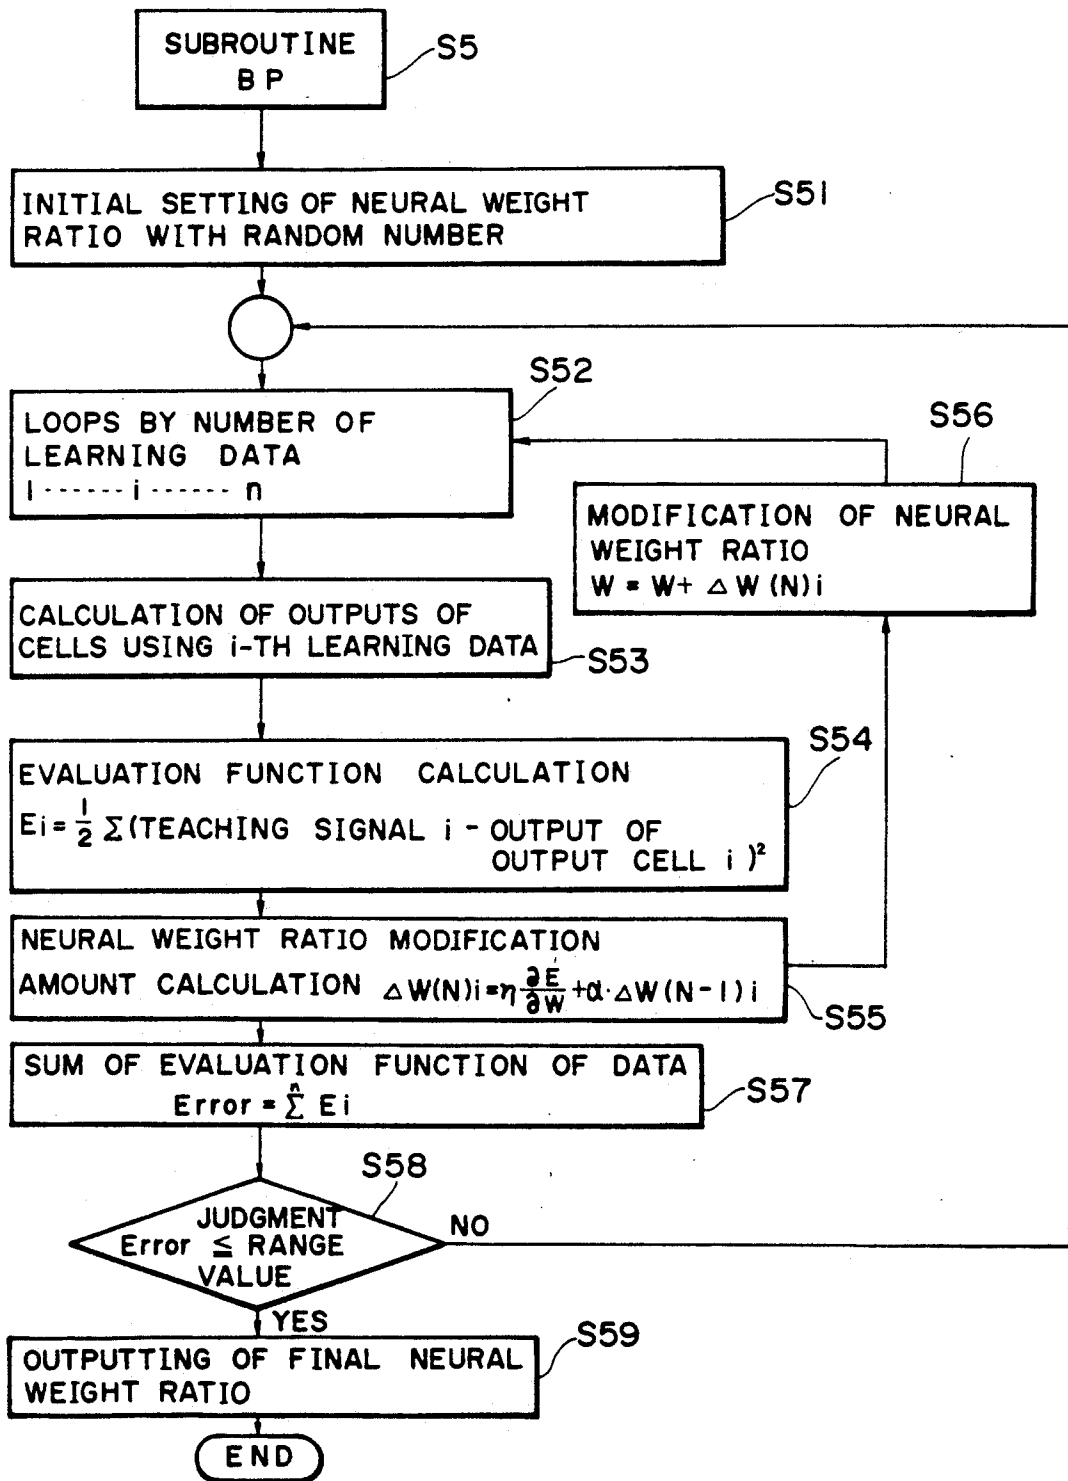 SUBROUTINE
BP
S5
INITIAL SETTING OF NEURAL WEIGHT
RATIO WITH RANDOM NUMBER
S51
LOOPS BY NUMBER OF
LEARNING DATA
1 ------ i ------ n
S52
S56
MODIFICATION OF NEURAL
WEIGHT RATIO
W = W + △W(N)i
CALCULATION OF OUTPUTS OF
CELLS USING i-TH LEARNING DATA
S53
S54
EVALUATION FUNCTION CALCULATION
Ei = 1/2 Σ(TEACHING SIGNAL i - OUTPUT OF
OUTPUT CELL i)²
NEURAL WEIGHT RATIO MODIFICATION
AMOUNT CALCULATION △W(N)i = η ∂E/∂W + α·△W(N-1)i
S55
SUM OF EVALUATION FUNCTION OF DATA
Error = Σ^n Ei
S57
S58
JUDGMENT
Error ≦ RANGE
VALUE
NO
YES
S59
OUTPUTTING OF FINAL NEURAL
WEIGHT RATIO
END